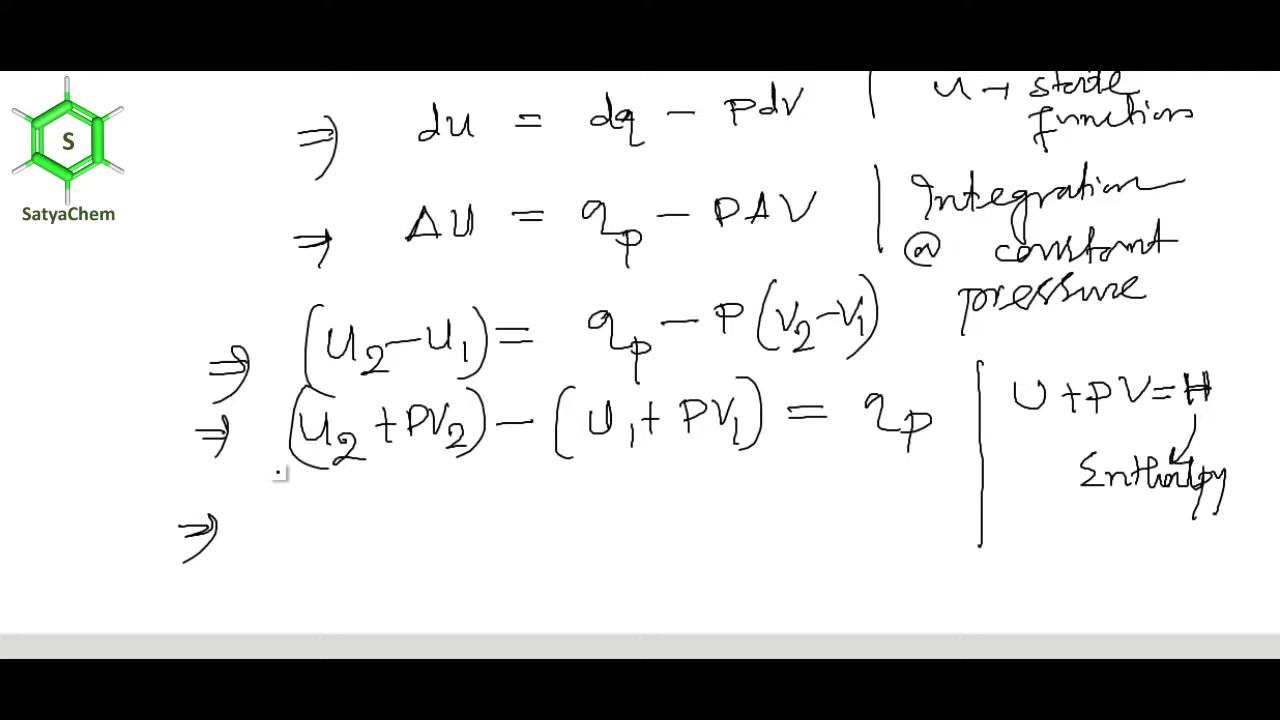 S
SatyaChem
⇒ du = dq - pdV | U → state
function
⇒ ΔU = qₚ - PΔV | Integration
@ constant
pressure
⇒ (U₂-U₁) = qₚ - P(V₂-V₁)
⇒ (U₂+PV₂) - (U₁+PV₁) = qₚ | U+PV=H
Enthalpy
⇒